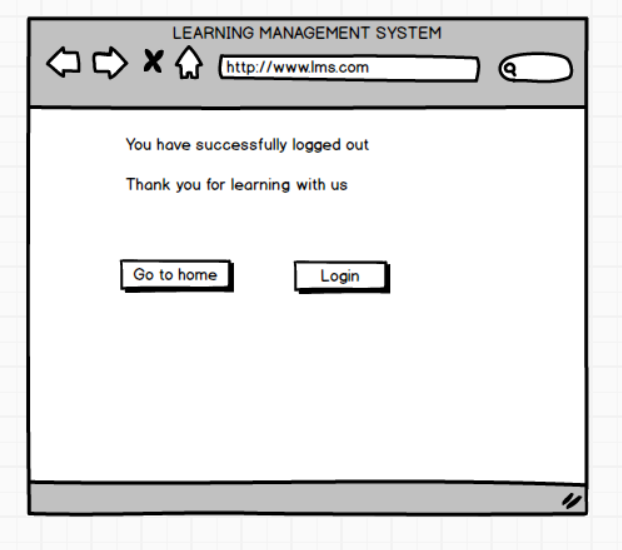 LEARNING MANAGEMENT SYSTEM
http://www.lms.com
You have successfully logged out
Thank you for learning with us
Go to home
Login